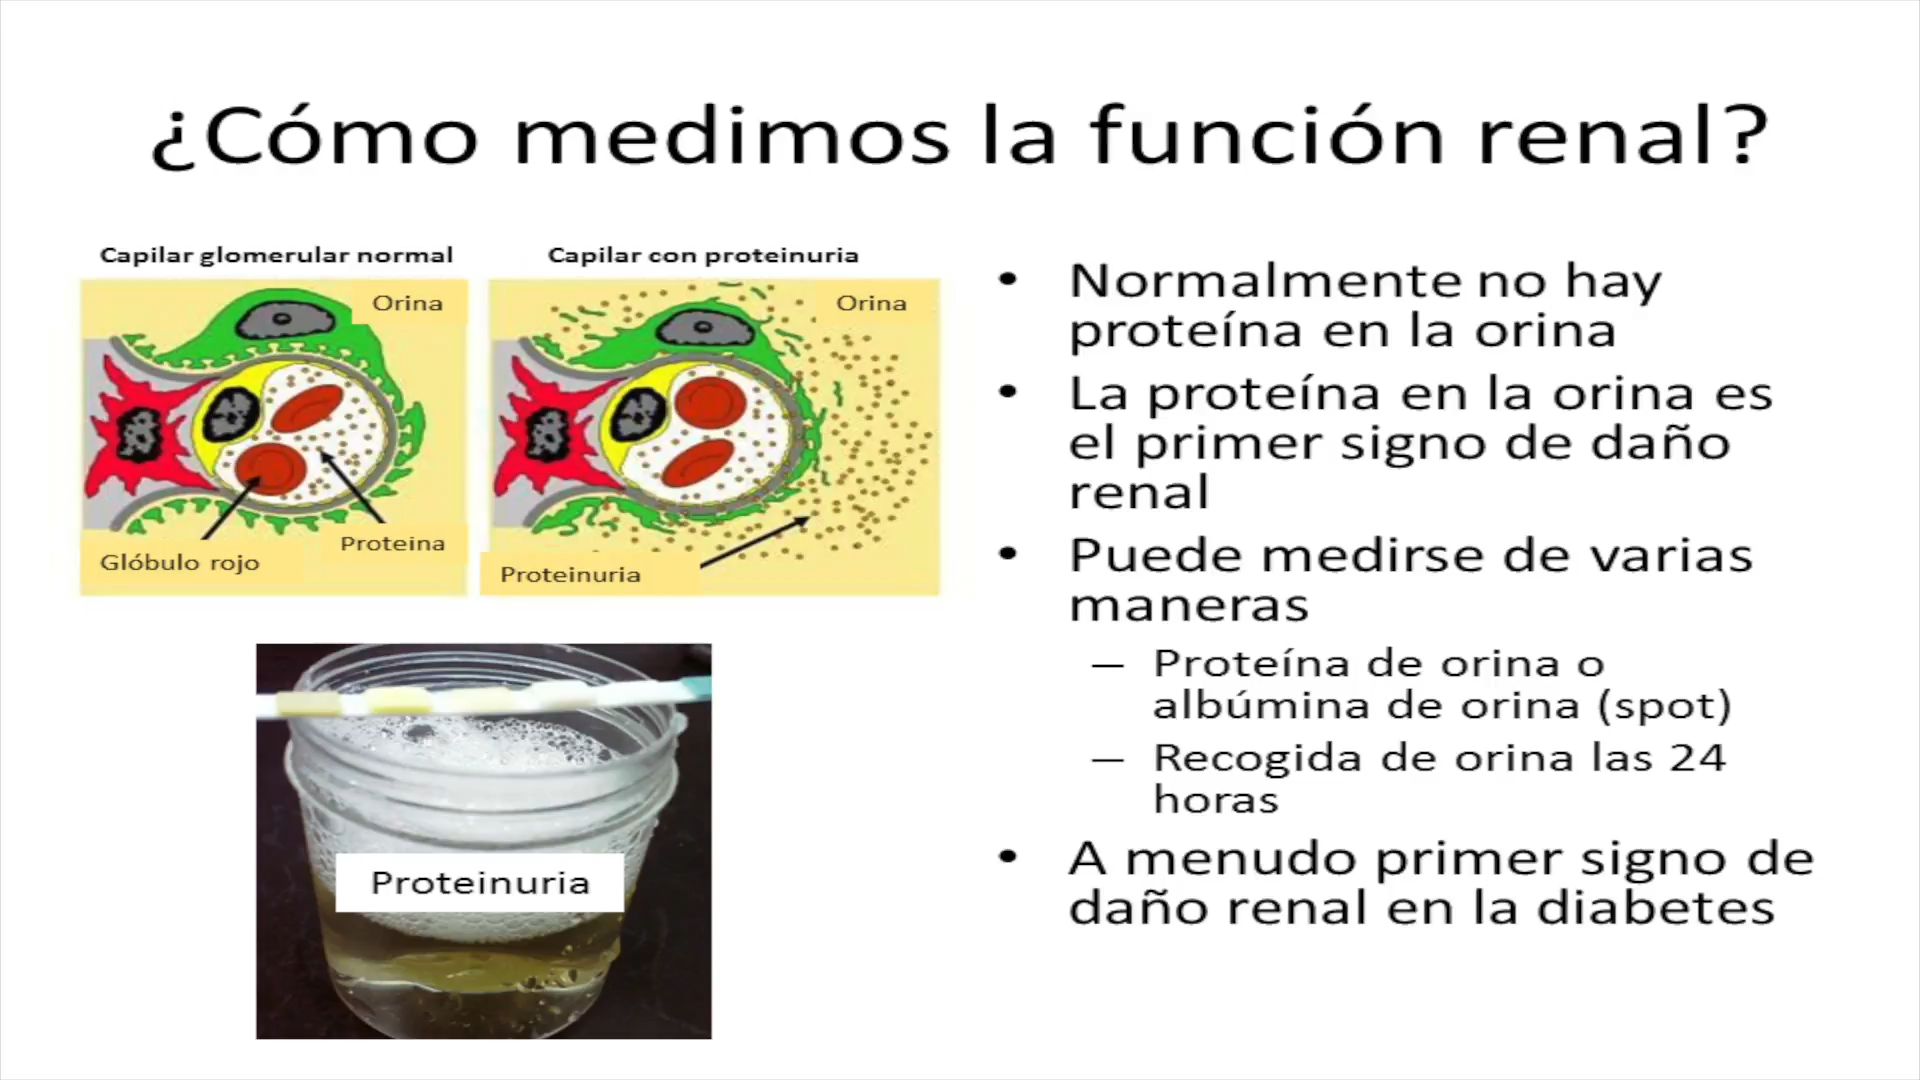 ¿Cómo medimos la función renal?
Capilar glomerular normal
Orina
Glóbulo rojo
Proteína
Capilar con proteinuria
Orina
Proteinuria
Proteinuria
• Normalmente no hay
proteína en la orina
• La proteína en la orina es
el primer signo de daño
renal
• Puede medirse de varias
maneras
– Proteína de orina o
albúmina de orina (spot)
– Recogida de orina las 24
horas
• A menudo primer signo de
daño renal en la diabetes